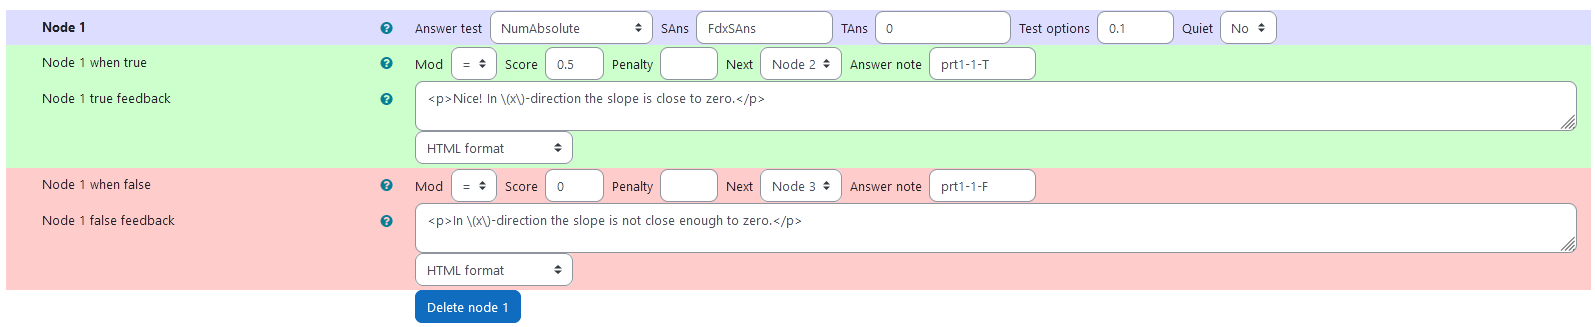 Node 1 Answer test NumAbsolute SAns FdxSAns TAns 0 Test options 0.1 Quiet No
Node 1 when true Mod = Score 0.5 Penalty Next Node 2 Answer note prt1-1-T
Node 1 true feedback <p>Nice! In \(x\)-direction the slope is close to zero.</p>
HTML format
Node 1 when false Mod = Score 0 Penalty Next Node 3 Answer note prt1-1-F
Node 1 false feedback <p>In \(x\)-direction the slope is not close enough to zero.</p>
HTML format
Delete node 1